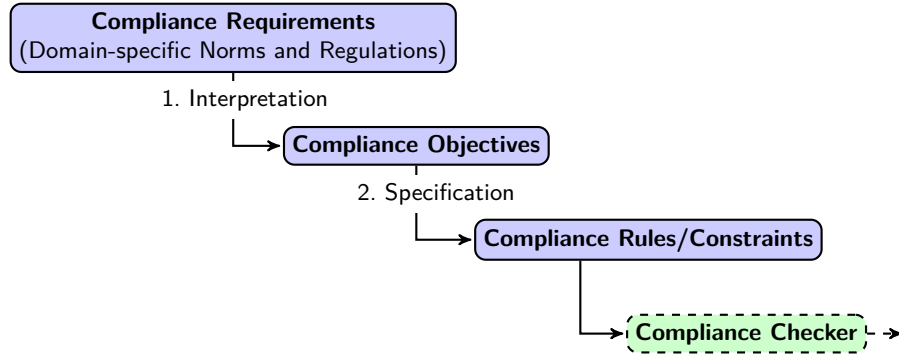 Compliance Requirements
(Domain-specific Norms and Regulations)
1. Interpretation
Compliance Objectives
2. Specification
Compliance Rules/Constraints
Compliance Checker